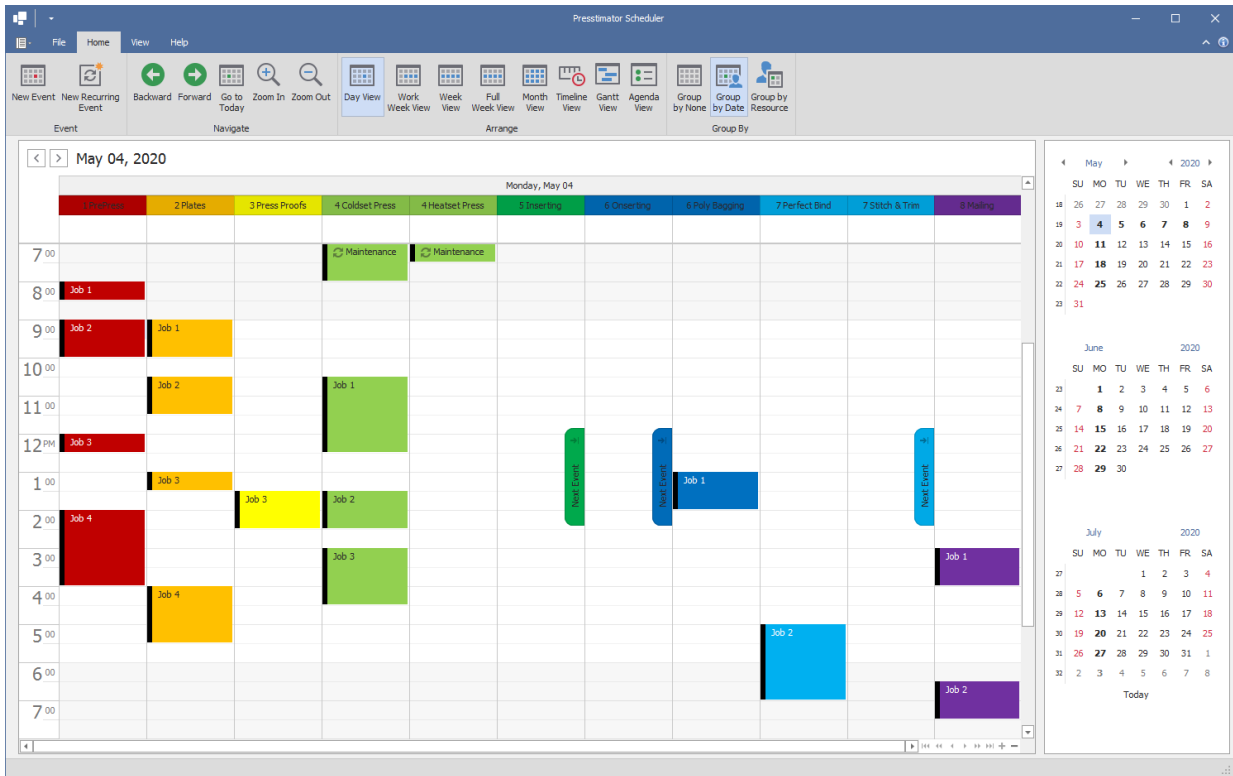 Presstimator Scheduler
File Home View Help
New Event New Recurring Event Backward Forward Go to Today Zoom In Zoom Out Day View Work Week View Week View Full Week View Month View Timeline View Gantt View Agenda View Group by None Group by Date Group by Resource
Event Navigate Arrange Group By
May 04, 2020
Monday, May 04
1 PrePress 2 Plates 3 Press Proofs 4 Coldset Press 4 Heatset Press 5 Inserting 6 Onserting 6 Poly Bagging 7 Perfect Bind 7 Stitch & Trim 8 Mailing
7 00 Maintenance Maintenance
8 00 Job 1
9 00 Job 2 Job 1
10 00 Job 2 Job 1
11 00
12 PM Job 3
1 00 Job 3 Next Event Next Event Job 1 Next Event
Job 3 Job 2
2 00 Job 4
3 00 Job 3 Job 1
4 00 Job 4
5 00 Job 2
6 00 Job 2
7 00
May 2020
SU MO TU WE TH FR SA
18 26 27 28 29 30 1 2
19 3 4 5 6 7 8 9
20 10 11 12 13 14 15 16
21 17 18 19 20 21 22 23
22 24 25 26 27 28 29 30
23 31
June 2020
SU MO TU WE TH FR SA
23 1 2 3 4 5 6
24 7 8 9 10 11 12 13
25 14 15 16 17 18 19 20
26 21 22 23 24 25 26 27
27 28 29 30
July 2020
SU MO TU WE TH FR SA
27 1 2 3 4
28 5 6 7 8 9 10 11
29 12 13 14 15 16 17 18
30 19 20 21 22 23 24 25
31 26 27 28 29 30 31 1
32 2 3 4 5 6 7 8
Today